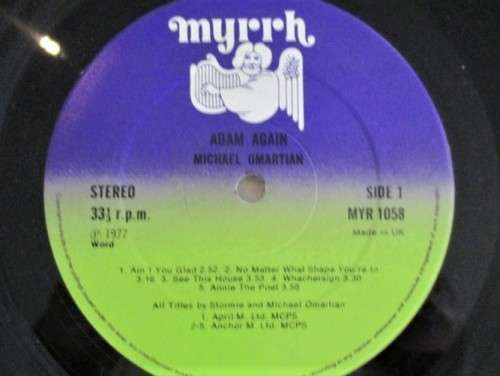 myrrh
ADAM AGAIN
MICHAEL OMARTIAN
STEREO
SIDE 1
33⅓ r.p.m.
MYR 1058
℗ 1977
Made in UK
Word
1. Ain't You Glad 2.52. 2. No Matter What Shape You're In
3.16. 3. See This House 3.53. 4. Whachersign 3.30
5. Annie The Poet 3.58
All Titles by Stormie and Michael Omartian
1. April M. Ltd. MCPS
2-5. Anchor M. Ltd. MCPS